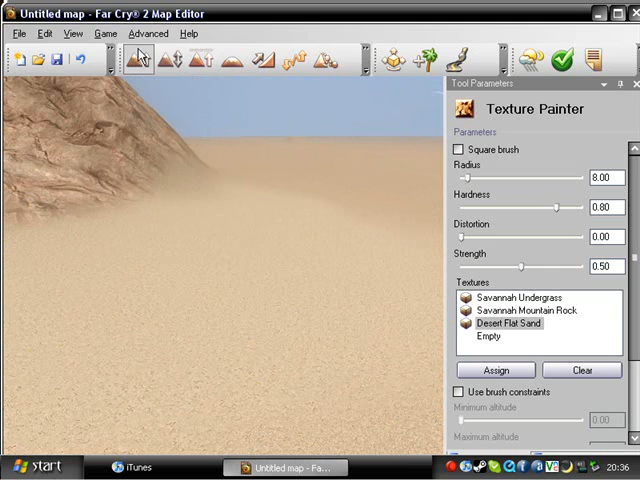 Untitled map - Far Cry® 2 Map Editor
File Edit View Game Advanced Help
Tool Parameters
Texture Painter
Parameters
Square brush
Radius
8.00
Hardness
0.80
Distortion
0.00
Strength
0.50
Textures
Savannah Undergrass
Savannah Mountain Rock
Desert Flat Sand
Empty
Assign Clear
Use brush constraints
Minimum altitude
0.00
Maximum altitude
start iTunes Untitled map - Fa... 20:36